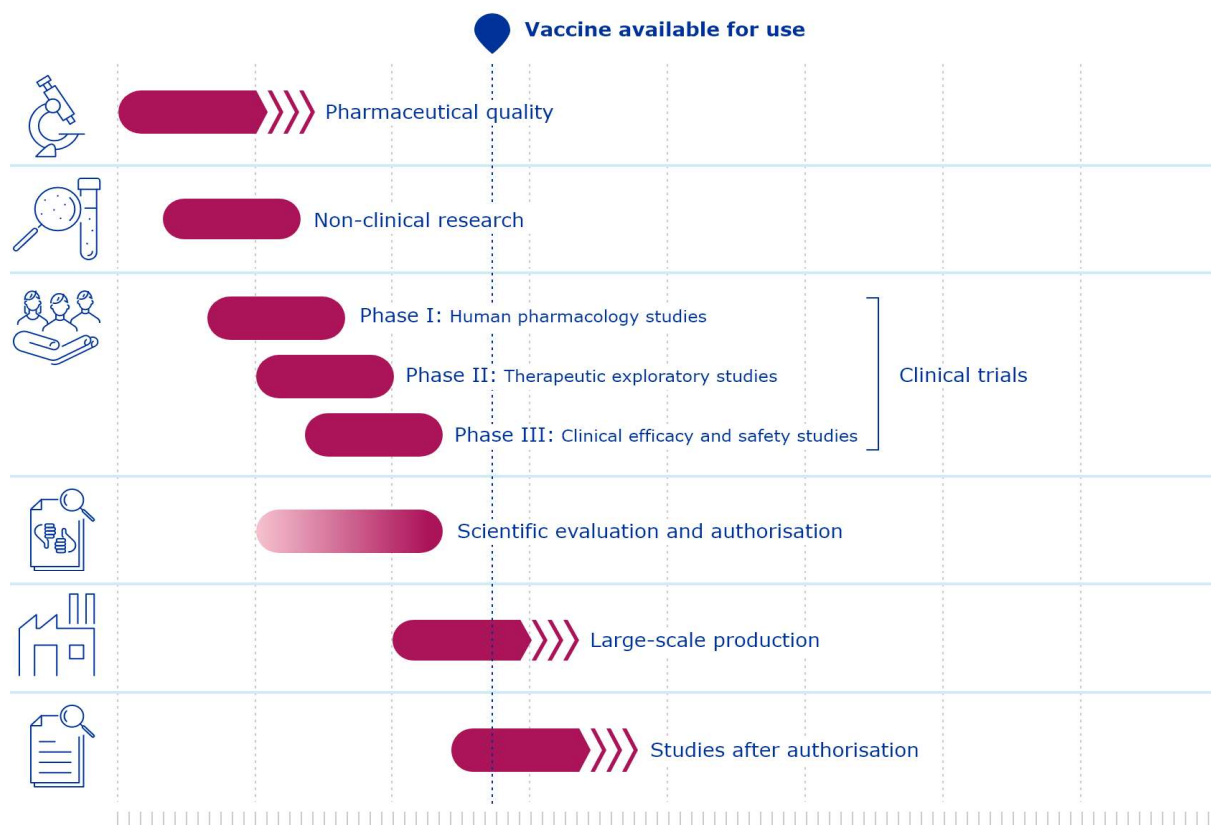 Vaccine available for use
Pharmaceutical quality
Non-clinical research
Phase I: Human pharmacology studies
Phase II: Therapeutic exploratory studies
Clinical trials
Phase III: Clinical efficacy and safety studies
Scientific evaluation and authorisation
Large-scale production
Studies after authorisation